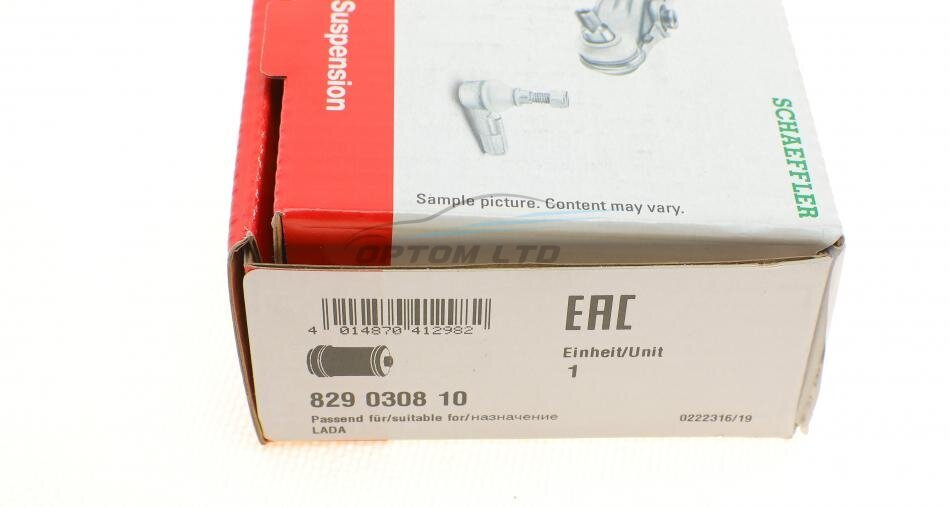 Suspension
SCHAEFFLER
Sample picture. Content may vary.
OPTOM LTD
4 014870 412982
EAC
Einheit/Unit
1
829 0308 10
Passend für/suitable for/назначение
LADA
0222316/19